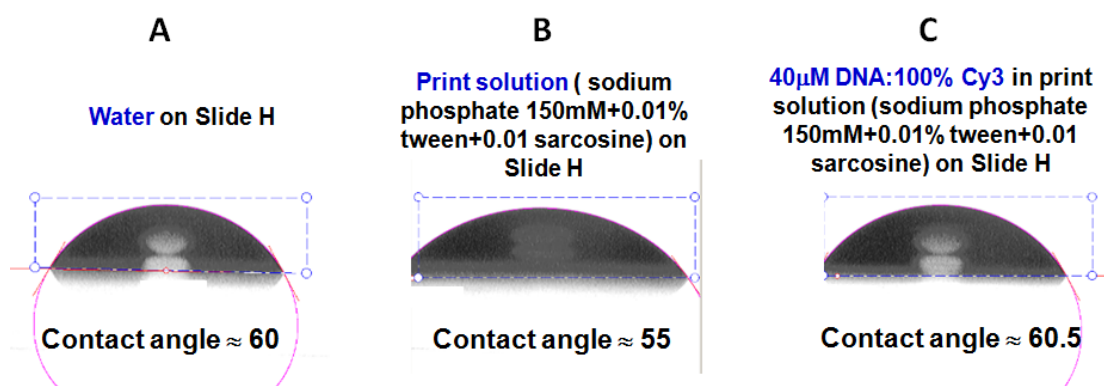 A
Water on Slide H
Contact angle ≈ 60
B
Print solution ( sodium
phosphate 150mM+0.01%
tween+0.01 sarcosine) on
Slide H
Contact angle ≈ 55
C
40μM DNA:100% Cy3 in print
solution (sodium phosphate
150mM+0.01% tween+0.01
sarcosine) on Slide H
Contact angle ≈ 60.5